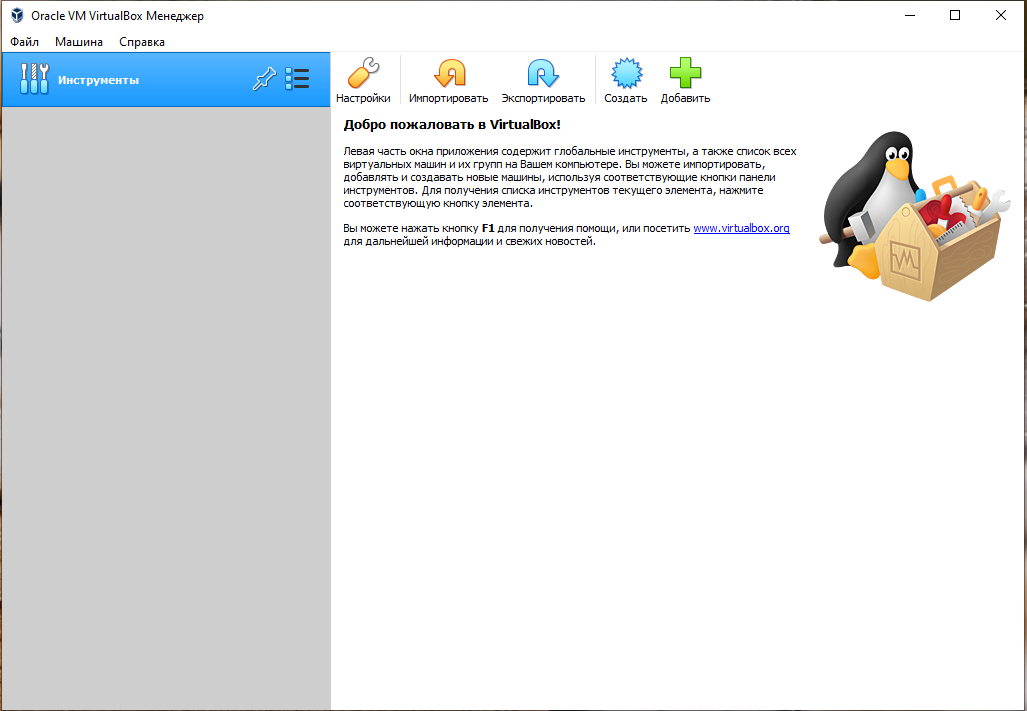 Oracle VM VirtualBox Менеджер
Файл Машина Справка
Инструменты
Настройки Импортировать Экспортировать Создать Добавить
Добро пожаловать в VirtualBox!
Левая часть окна приложения содержит глобальные инструменты, а также список всех
виртуальных машин и их групп на Вашем компьютере. Вы можете импортировать,
добавлять и создавать новые машины, используя соответствующие кнопки панели
инструментов. Для получения списка инструментов текущего элемента, нажмите
соответствующую кнопку элемента.
Вы можете нажать кнопку F1 для получения помощи, или посетить www.virtualbox.org
для дальнейшей информации и свежих новостей.
VM